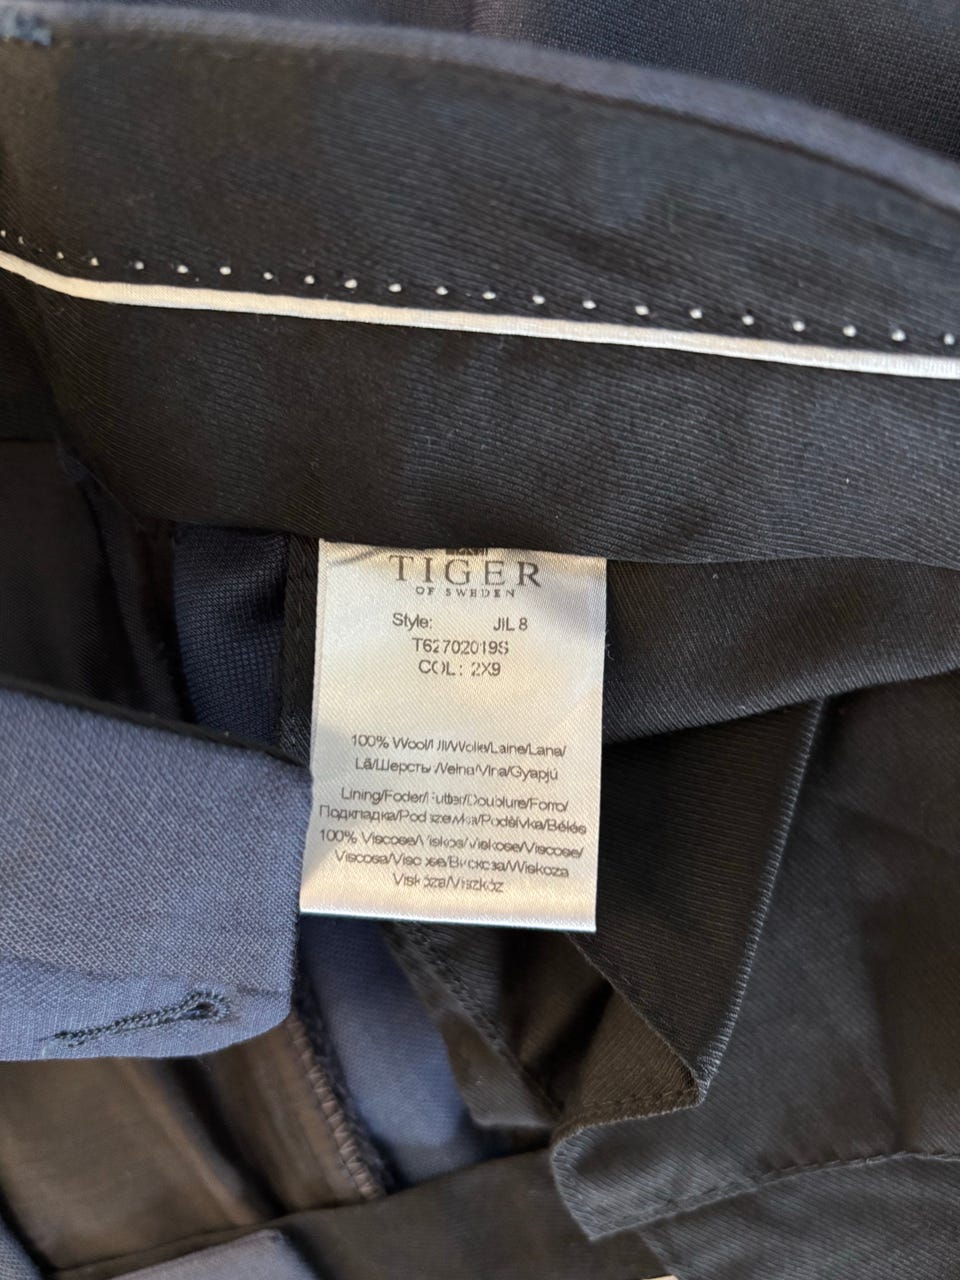 TIGER
OF SWEDEN
Style: JIL 8
T62702019S
COL: 2X9
100% Wool/Ull/Wolle/Laine/Lana/
Lã/Шерсть/Wełna/Vlna/Gyapjú
Lining/Foder/Futter/Doublure/Forro/
Подкладка/Podszewka/Podšívka/Bélés
100% Viscose/Viskos/Viskose/Viscose/
Viscosa/Viscose/Вискоза/Wiskoza
Viskóza/Viszkóz